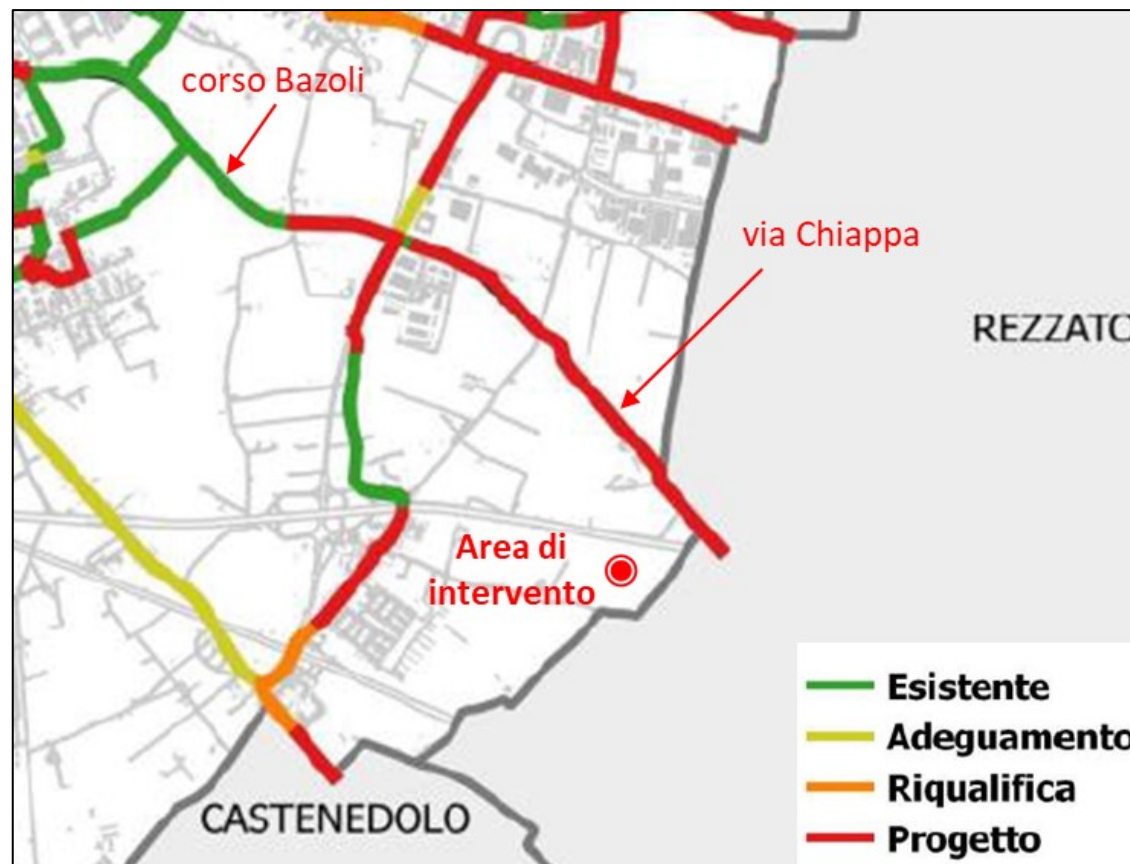 corso Bazoli
via Chiappa
REZZATO
Area di
intervento
Esistente
Adeguamento
Riqualifica
Progetto
CASTENEDOLO